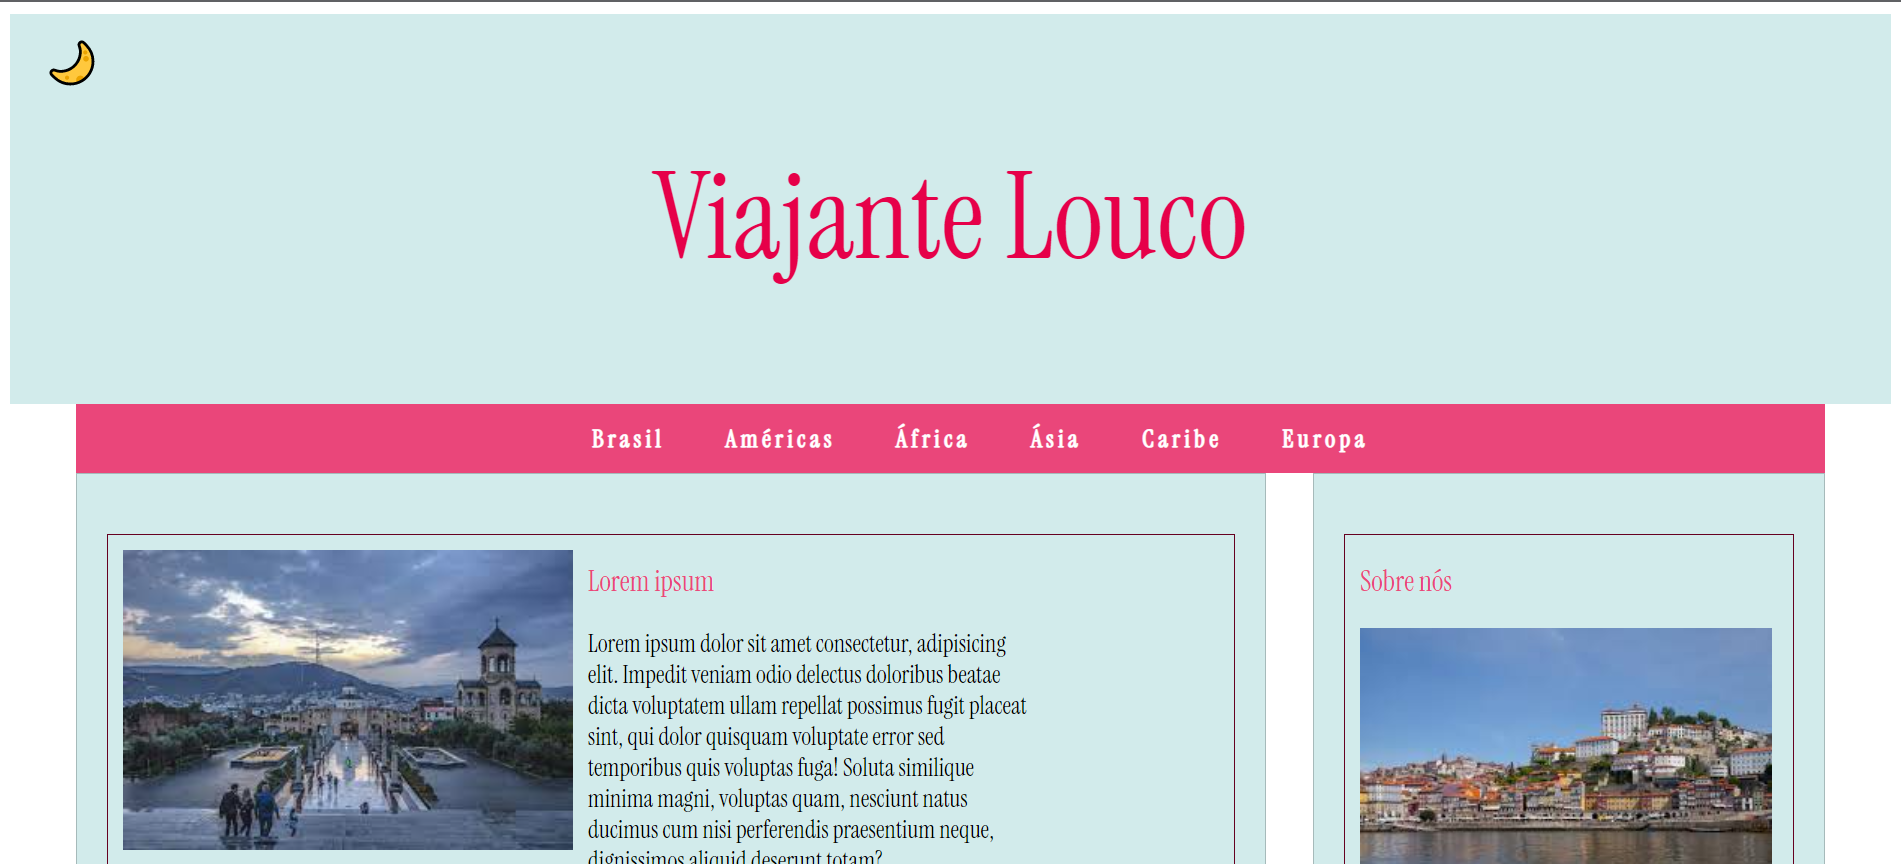 Viajante Louco
Brasil Américas África Ásia Caribe Europa
Lorem ipsum
Lorem ipsum dolor sit amet consectetur, adipisicing
elit. Impedit veniam odio delectus doloribus beatae
dicta voluptatem ullam repellat possimus fugit placeat
sint, qui dolor quisquam voluptate error sed
temporibus quis voluptas fuga! Soluta similique
minima magni, voluptas quam, nesciunt natus
ducimus cum nisi perferendis praesentium neque,
dignissimos aliquid deserunt totam?
Sobre nós